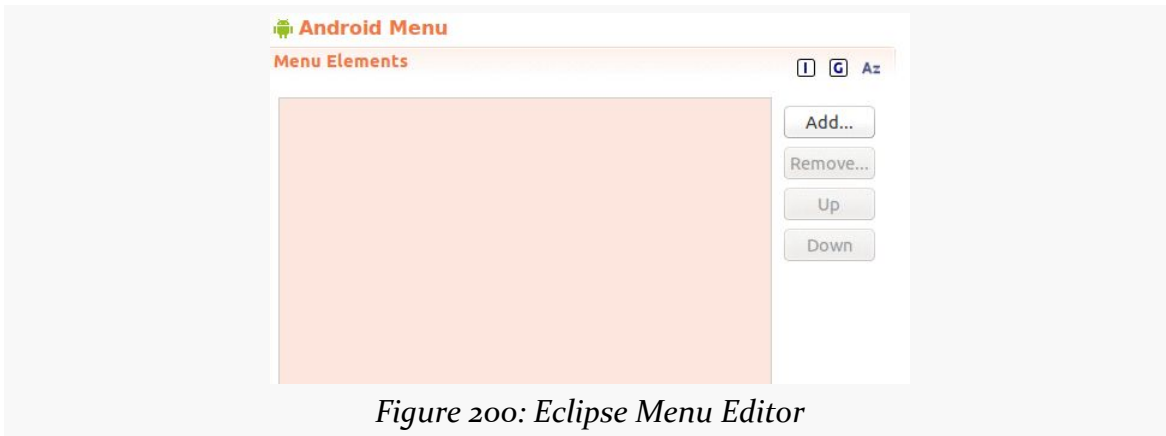 Android Menu
Menu Elements
I G Az
Add...
Remove...
Up
Down
Figure 200: Eclipse Menu Editor